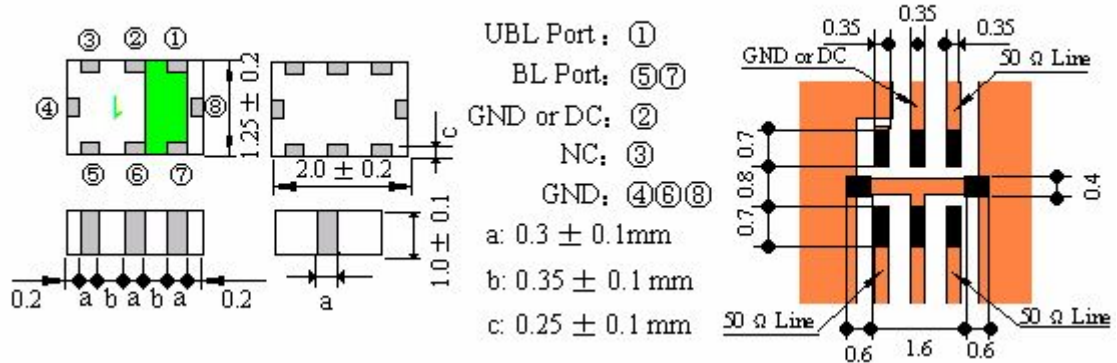 ③ ② ①
④ ⑧
⑤ ⑥ ⑦
1.25 ± 0.2
c
2.0 ± 0.2
1.0 ± 0.1
0.2 a b a b a 0.2
a
UBL Port: ①
BL Port: ⑤⑦
GND or DC: ②
NC: ③
GND: ④⑥⑧
a: 0.3 ± 0.1mm
b: 0.35 ± 0.1 mm
c: 0.25 ± 0.1 mm
0.35 0.35 0.35
GND or DC 50 Ω Line
0.7
0.8
0.7
0.4
50 Ω Line 50 Ω Line
0.6 1.6 0.6